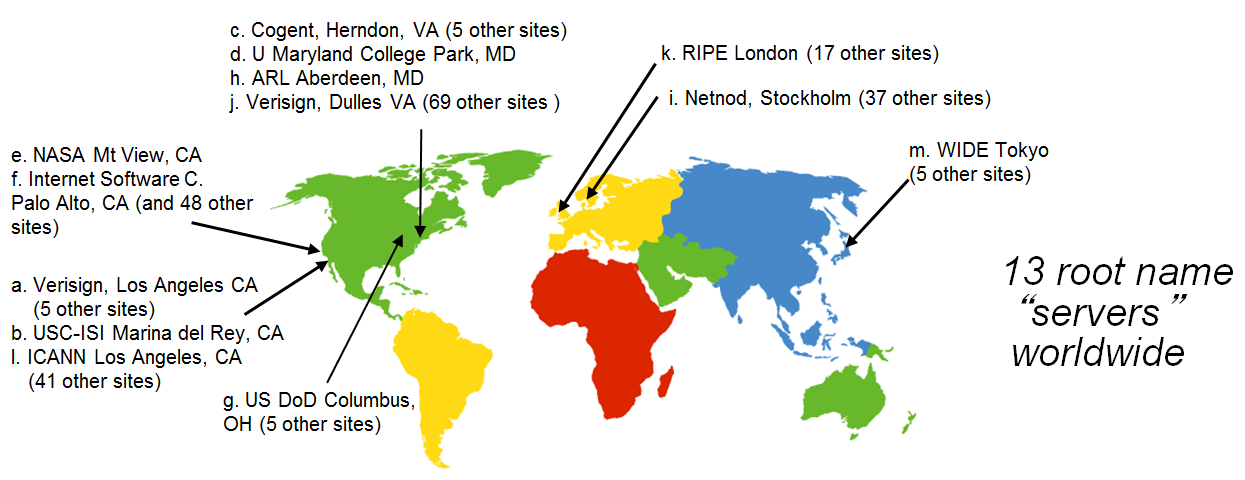 c. Cogent, Herndon, VA (5 other sites)
d. U Maryland College Park, MD
h. ARL Aberdeen, MD
j. Verisign, Dulles VA (69 other sites )
k. RIPE London (17 other sites)
i. Netnod, Stockholm (37 other sites)
m. WIDE Tokyo
(5 other sites)
e. NASA Mt View, CA
f. Internet Software C.
Palo Alto, CA (and 48 other
sites)
a. Verisign, Los Angeles CA
(5 other sites)
b. USC-ISI Marina del Rey, CA
l. ICANN Los Angeles, CA
(41 other sites)
g. US DoD Columbus,
OH (5 other sites)
13 root name
“servers”
worldwide